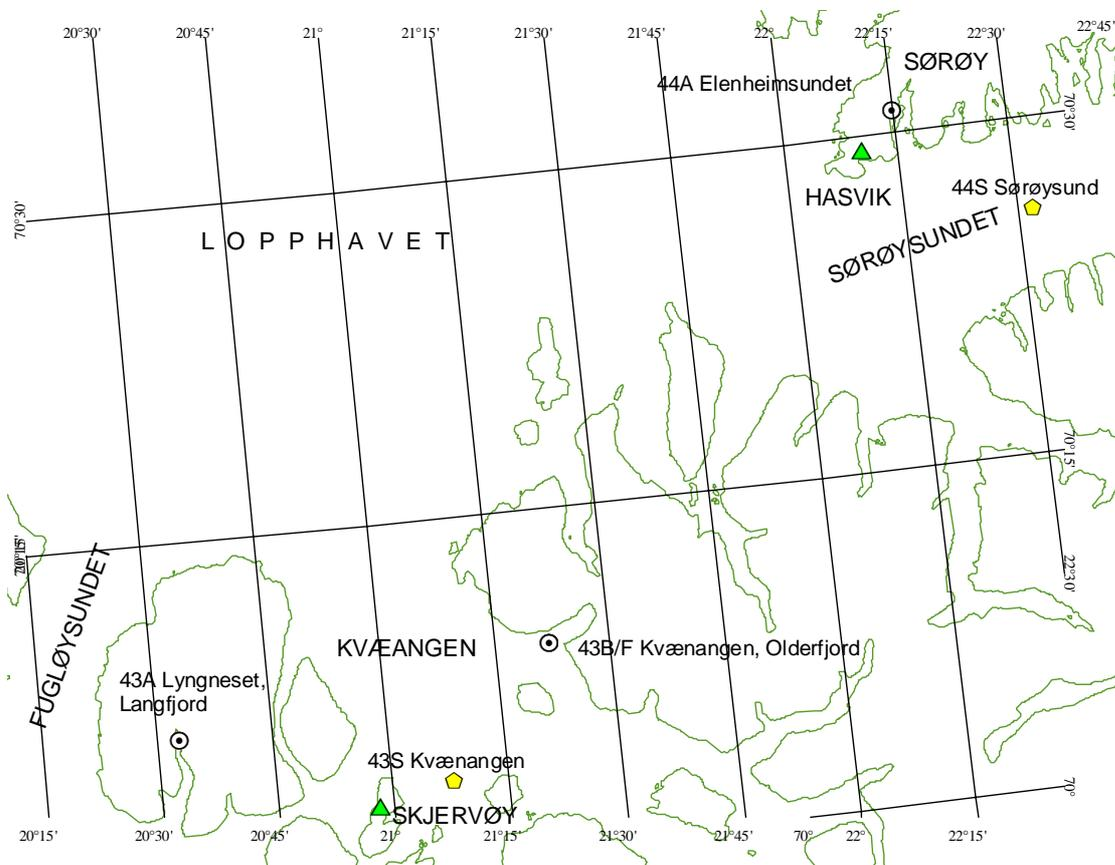 20°30' 20°45' 21° 21°15' 21°30' 21°45' 22° 22°15' 22°30' 22°45'
SØRØY
44A Elenheimsundet
70°30'
44S Sørøysund
HASVIK
70°30'
SØRØYSUNDET
LOPPHAVET
70°15'
FUGLØYSUNDET
22°30'
KVÆANGEN
43B/F Kvænangen, Olderfjord
43A Lyngneset,
Langfjord
43S Kvænangen
70°
SKJERVØY
20°15' 20°30' 20°45' 21° 21°15' 21°30' 21°45' 70° 22° 22°15'